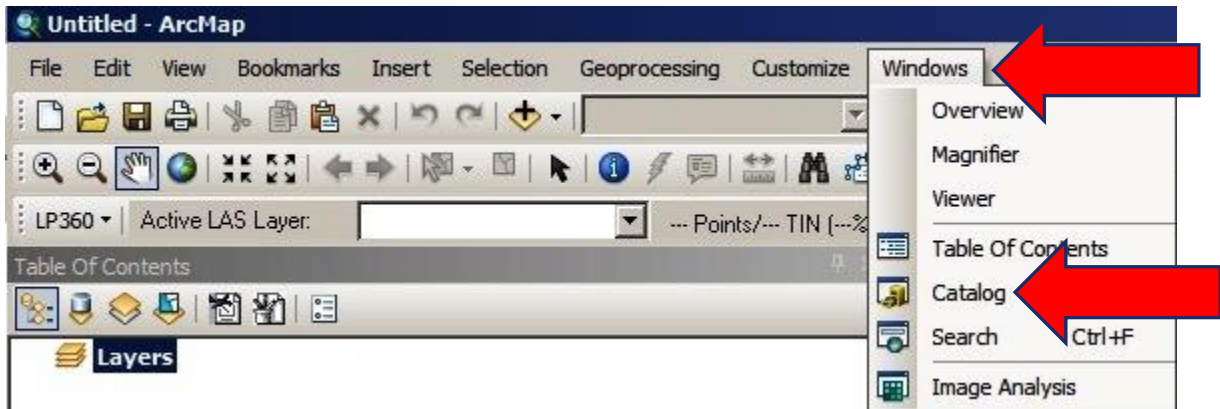 Untitled - ArcMap
File Edit View Bookmarks Insert Selection Geoprocessing Customize Windows
Overview
Magnifier
Viewer
LP360 Active LAS Layer: --- Points/--- TIN (---%
Table Of Contents
Table Of Contents
Catalog
Search Ctrl+F
Layers
Image Analysis